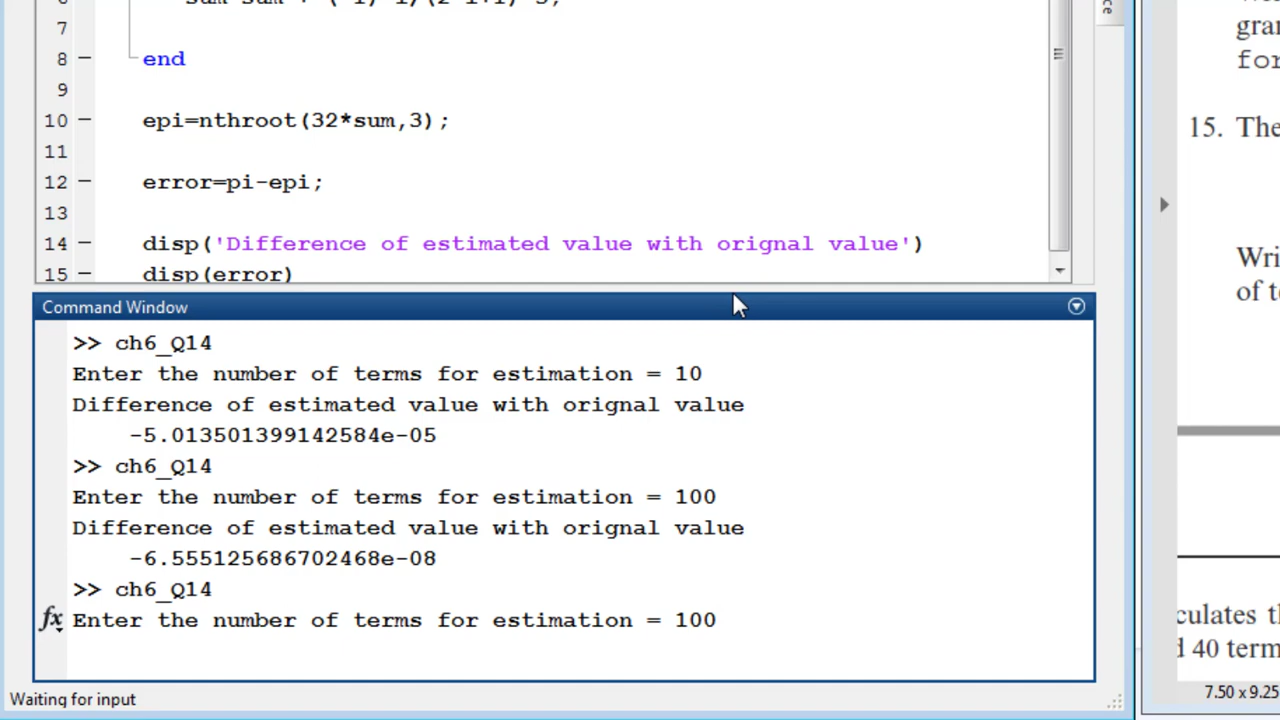 7
8 — end
9
10 — epi=nthroot(32*sum,3);
11
12 — error=pi-epi;
13
14 — disp('Difference of estimated value with orignal value')
15 — disp(error)
Command Window
>> ch6_Q14
Enter the number of terms for estimation = 10
Difference of estimated value with orignal value
-5.013501399142584e-05
>> ch6_Q14
Enter the number of terms for estimation = 100
Difference of estimated value with orignal value
-6.555125686702468e-08
>> ch6_Q14
fx Enter the number of terms for estimation = 100
Waiting for input
ce
gra
for
15. The
Wri
of t
culates t
d 40 term
7.50 x 9.25